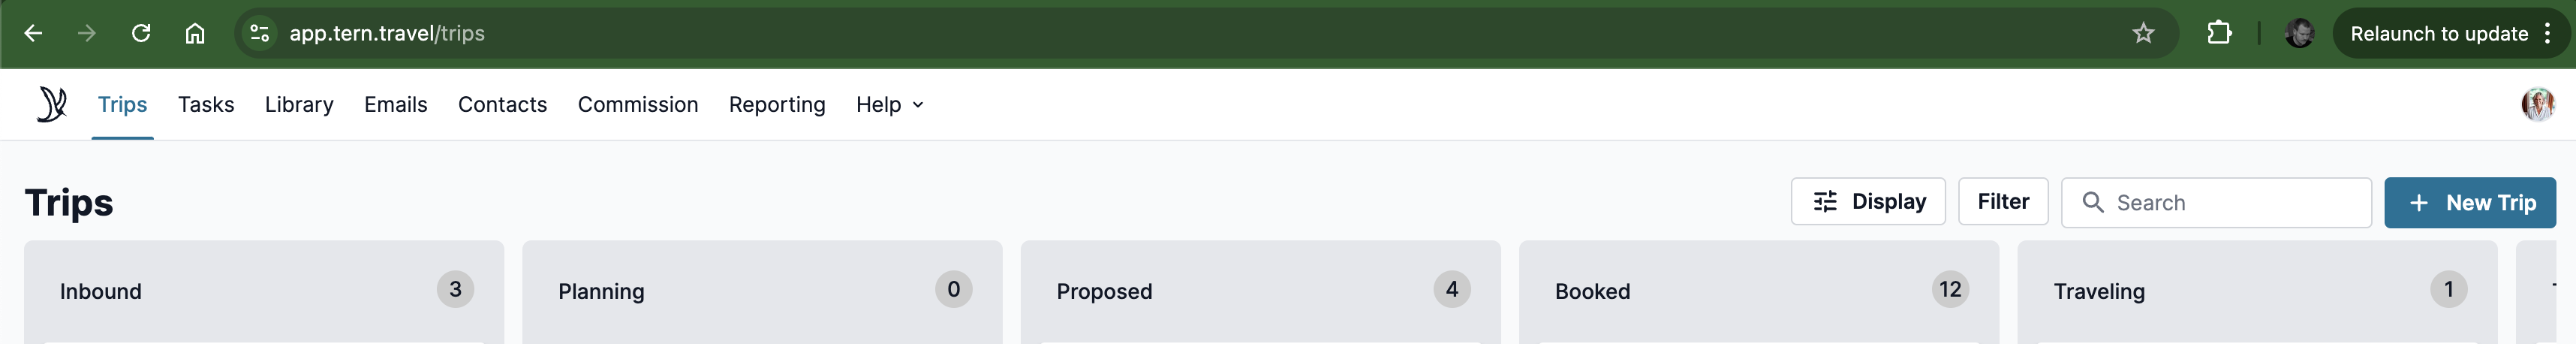 app.tern.travel/trips
Relaunch to update
Trips Tasks Library Emails Contacts Commission Reporting Help
Trips
Display Filter Search + New Trip
Inbound 3 Planning 0 Proposed 4 Booked 12 Traveling 1